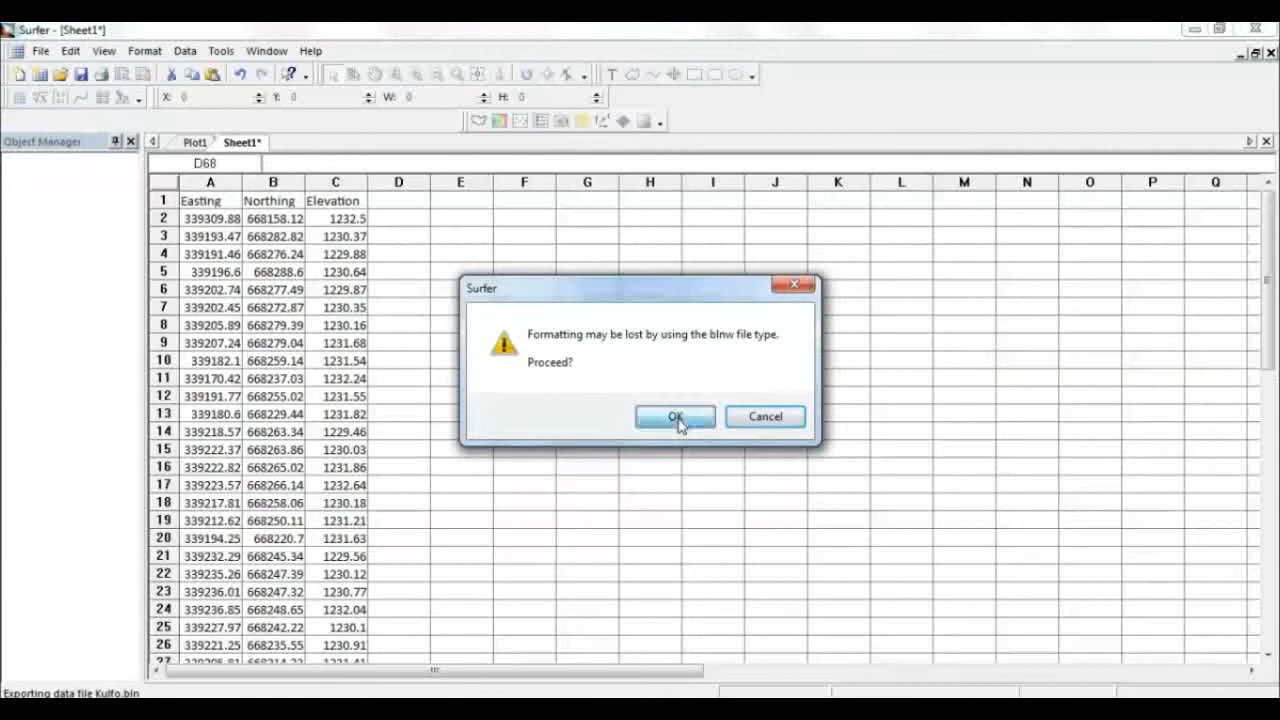 Surfer - [Sheet1*]
File Edit View Format Data Tools Window Help
X: 0 Y: 0 W: 0 H: 0
Object Manager
Plot1 Sheet1*
D68
A B C D E F G H I J K L M N O P Q
1 Easting Northing Elevation
2 339309.88 668158.12 1232.5
3 339193.47 668282.82 1230.37
4 339191.46 668276.24 1229.88
5 339196.6 668288.6 1230.64
6 339202.74 668277.49 1229.87
7 339202.45 668272.87 1230.35
8 339205.89 668279.39 1230.16
9 339207.24 668279.04 1231.68
10 339182.1 668259.14 1231.54
11 339170.42 668237.03 1232.24
12 339191.77 668255.02 1231.55
13 339180.6 668229.44 1231.82
14 339218.57 668263.34 1229.46
15 339222.37 668263.86 1230.03
16 339222.82 668265.02 1231.86
17 339223.57 668266.14 1232.64
18 339217.81 668258.06 1230.18
19 339212.62 668250.11 1231.21
20 339194.25 668220.7 1231.63
21 339232.29 668245.34 1229.56
22 339235.26 668247.39 1230.12
23 339236.01 668247.32 1230.77
24 339236.85 668248.65 1232.04
25 339227.97 668242.22 1230.1
26 339221.25 668235.55 1230.91
27
Surfer
Formatting may be lost by using the blnw file type.
Proceed?
OK Cancel
Exporting data file Kulfo.bln